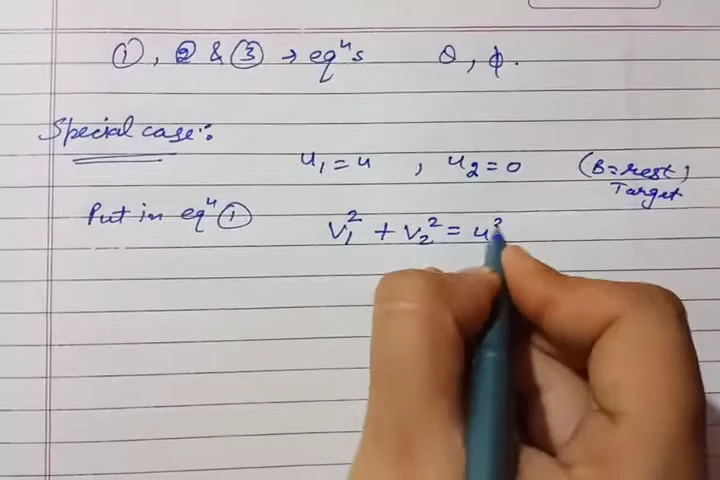 ①, ② & ③ → eqⁿs θ, ϕ.
Special case:-
u₁ = u , u₂ = 0 (B = rest)
Target
Put in eqⁿ ① v₁² + v₂² = u²